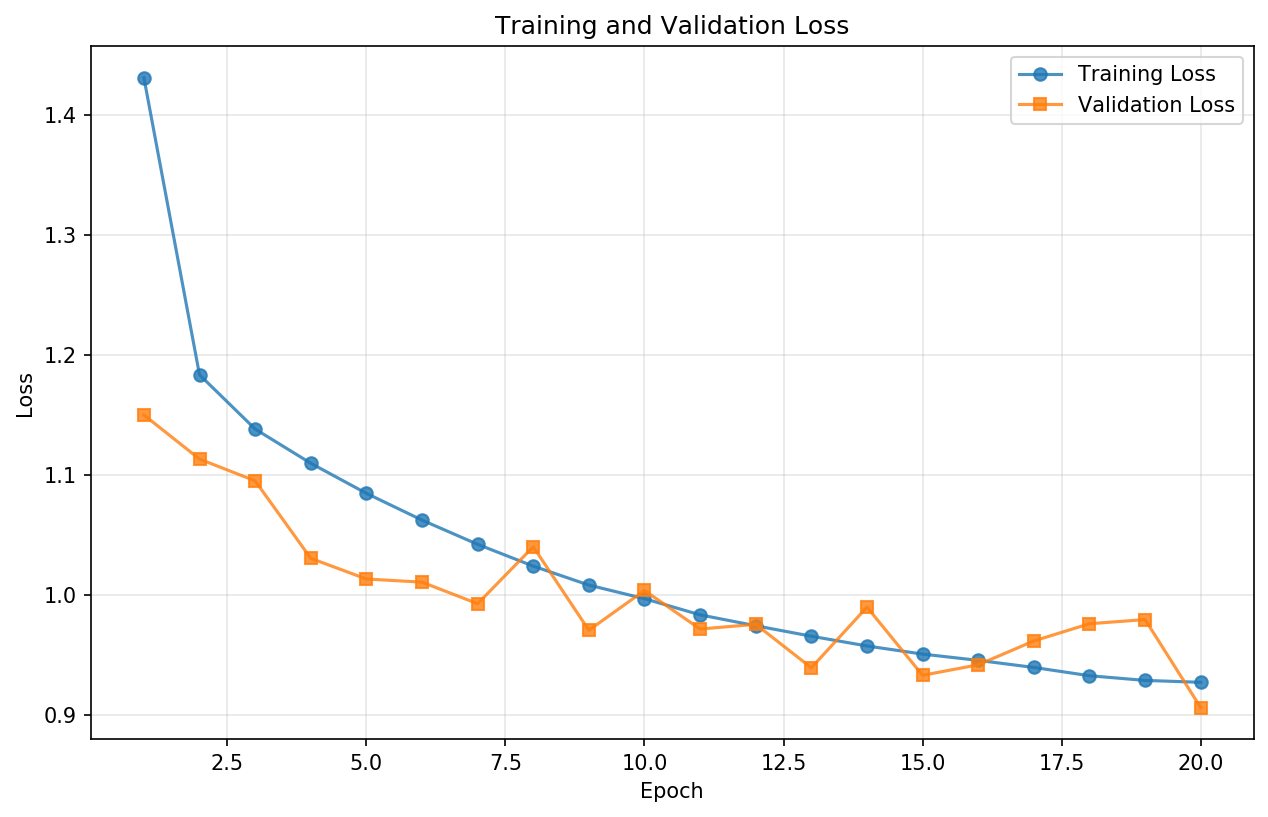 Training and Validation Loss
Training Loss
Validation Loss
1.4
1.3
1.2
1.1
1.0
0.9
Loss
2.5 5.0 7.5 10.0 12.5 15.0 17.5 20.0
Epoch